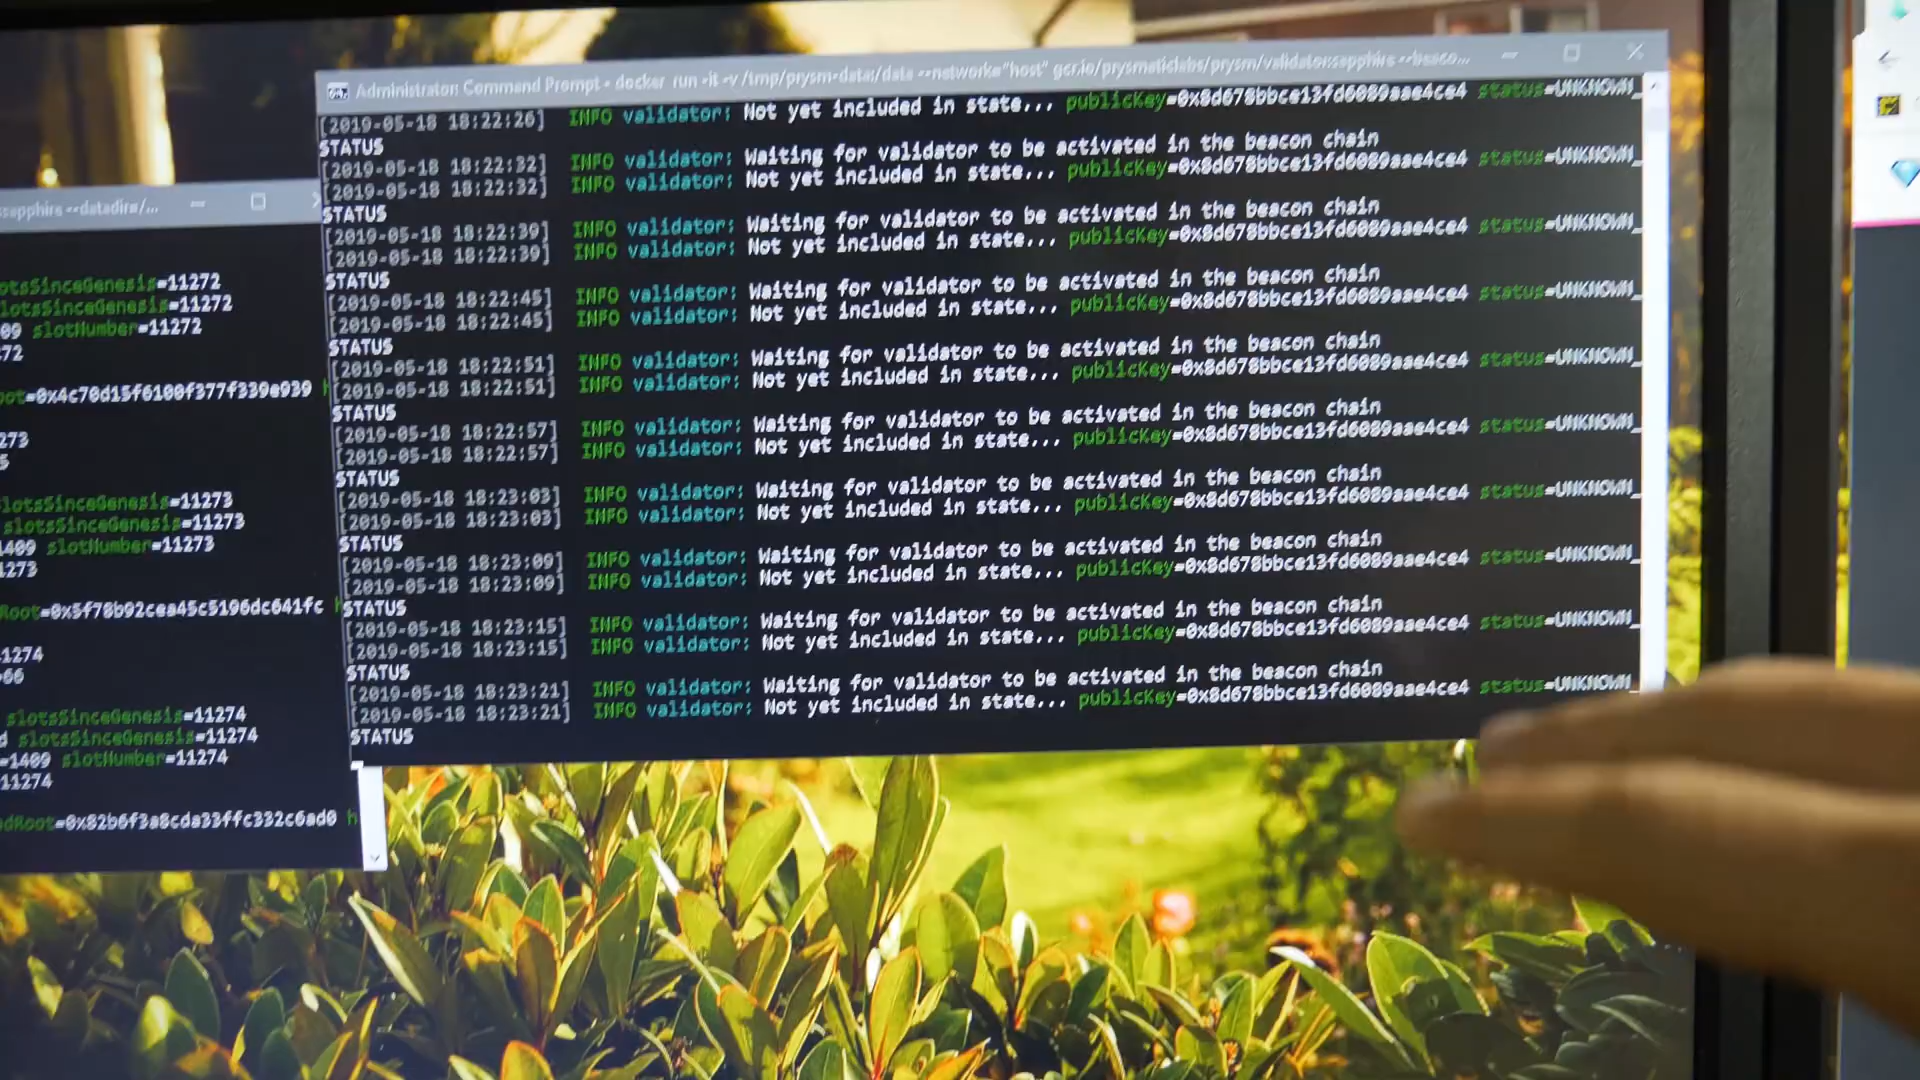 ssapphire --datadir=/...
lotsSinceGenesis=11272
slotsSinceGenesis=11272
09 slotNumber=11272
72
oot=0x4c70d15f6100f377f339e939
273
5
slotsSinceGenesis=11273
slotsSinceGenesis=11273
1409 slotNumber=11273
1273
Root=0x5f78b92cea45c5196dc641fc
1274
66
slotsSinceGenesis=11274
d slotsSinceGenesis=11274
=1409 slotNumber=11274
11274
adRoot=0x82b6f3a8cda33ffc332c6ad0 h
Administrator: Command Prompt - docker run -it -v /tmp/prysm-data:/data --network="host" gcr.io/prysmaticlabs/prysm/validator:sapphire --beaco...
[2019-05-18 18:22:26] INFO validator: Not yet included in state... publicKey=0x8d678bbce13fd6089aae4ce4 status=UNKNOWN_
STATUS
[2019-05-18 18:22:32] INFO validator: Waiting for validator to be activated in the beacon chain
[2019-05-18 18:22:32] INFO validator: Not yet included in state... publicKey=0x8d678bbce13fd6089aae4ce4 status=UNKNOWN_
STATUS
[2019-05-18 18:22:39] INFO validator: Waiting for validator to be activated in the beacon chain
[2019-05-18 18:22:39] INFO validator: Not yet included in state... publicKey=0x8d678bbce13fd6089aae4ce4 status=UNKNOWN_
STATUS
[2019-05-18 18:22:45] INFO validator: Waiting for validator to be activated in the beacon chain
[2019-05-18 18:22:45] INFO validator: Not yet included in state... publicKey=0x8d678bbce13fd6089aae4ce4 status=UNKNOWN_
STATUS
[2019-05-18 18:22:51] INFO validator: Waiting for validator to be activated in the beacon chain
[2019-05-18 18:22:51] INFO validator: Not yet included in state... publicKey=0x8d678bbce13fd6089aae4ce4 status=UNKNOWN_
STATUS
[2019-05-18 18:22:57] INFO validator: Waiting for validator to be activated in the beacon chain
[2019-05-18 18:22:57] INFO validator: Not yet included in state... publicKey=0x8d678bbce13fd6089aae4ce4 status=UNKNOWN_
STATUS
[2019-05-18 18:23:03] INFO validator: Waiting for validator to be activated in the beacon chain
[2019-05-18 18:23:03] INFO validator: Not yet included in state... publicKey=0x8d678bbce13fd6089aae4ce4 status=UNKNOWN_
STATUS
[2019-05-18 18:23:09] INFO validator: Waiting for validator to be activated in the beacon chain
[2019-05-18 18:23:09] INFO validator: Not yet included in state... publicKey=0x8d678bbce13fd6089aae4ce4 status=UNKNOWN_
STATUS
[2019-05-18 18:23:15] INFO validator: Waiting for validator to be activated in the beacon chain
[2019-05-18 18:23:15] INFO validator: Not yet included in state... publicKey=0x8d678bbce13fd6089aae4ce4 status=UNKNOWN_
STATUS
[2019-05-18 18:23:21] INFO validator: Waiting for validator to be activated in the beacon chain
[2019-05-18 18:23:21] INFO validator: Not yet included in state... publicKey=0x8d678bbce13fd6089aae4ce4 status=UNKNOWN_
STATUS